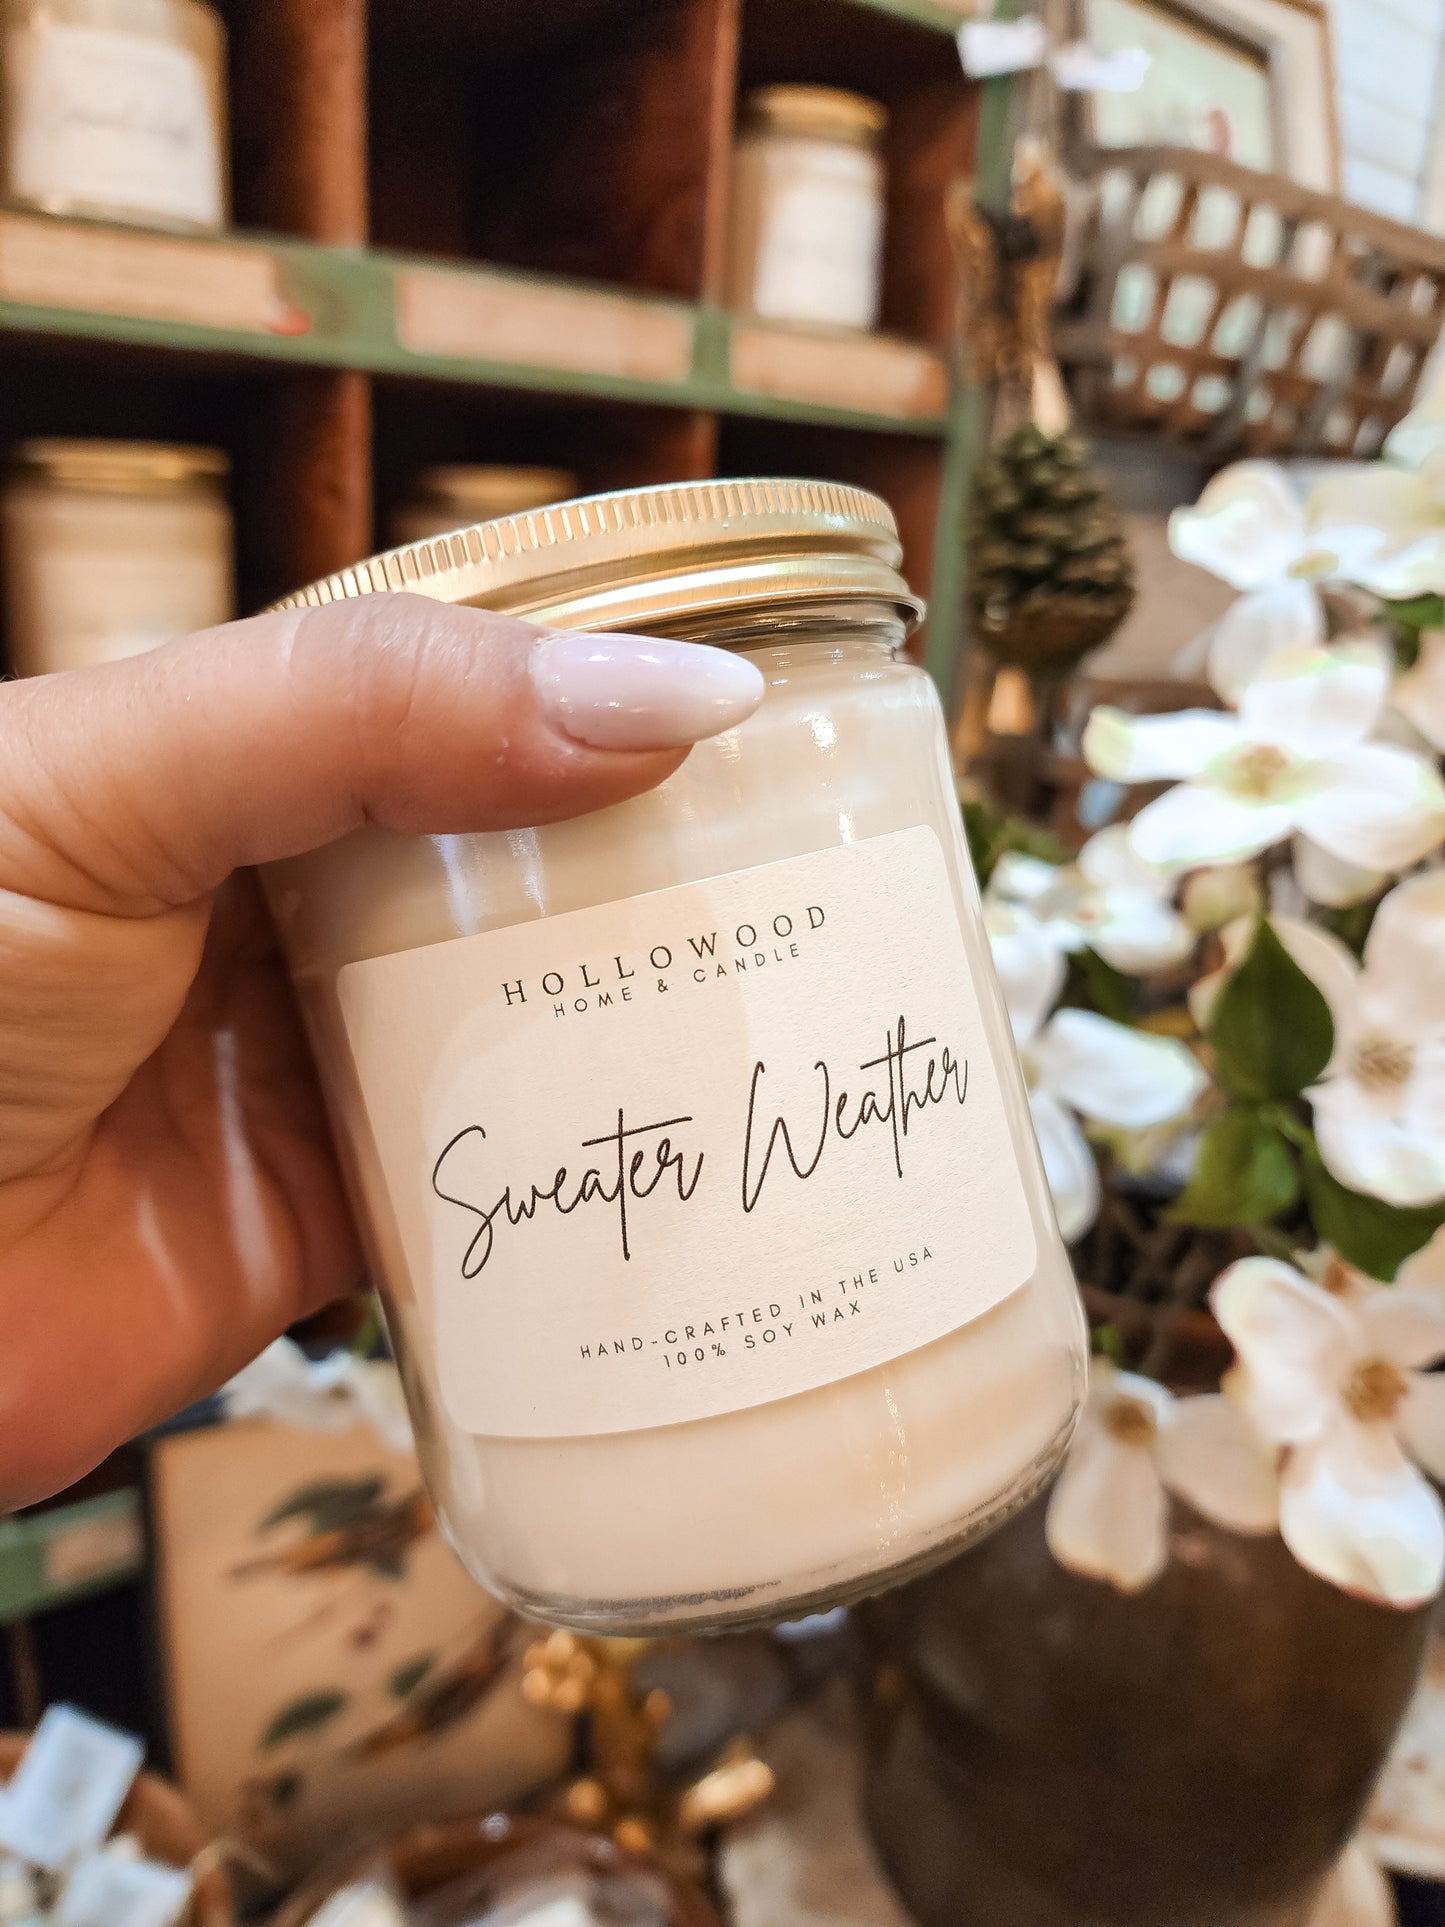 HOLLOWOOD
HOME & CANDLE
Sweater Weather
HAND-CRAFTED IN THE USA
100% SOY WAX